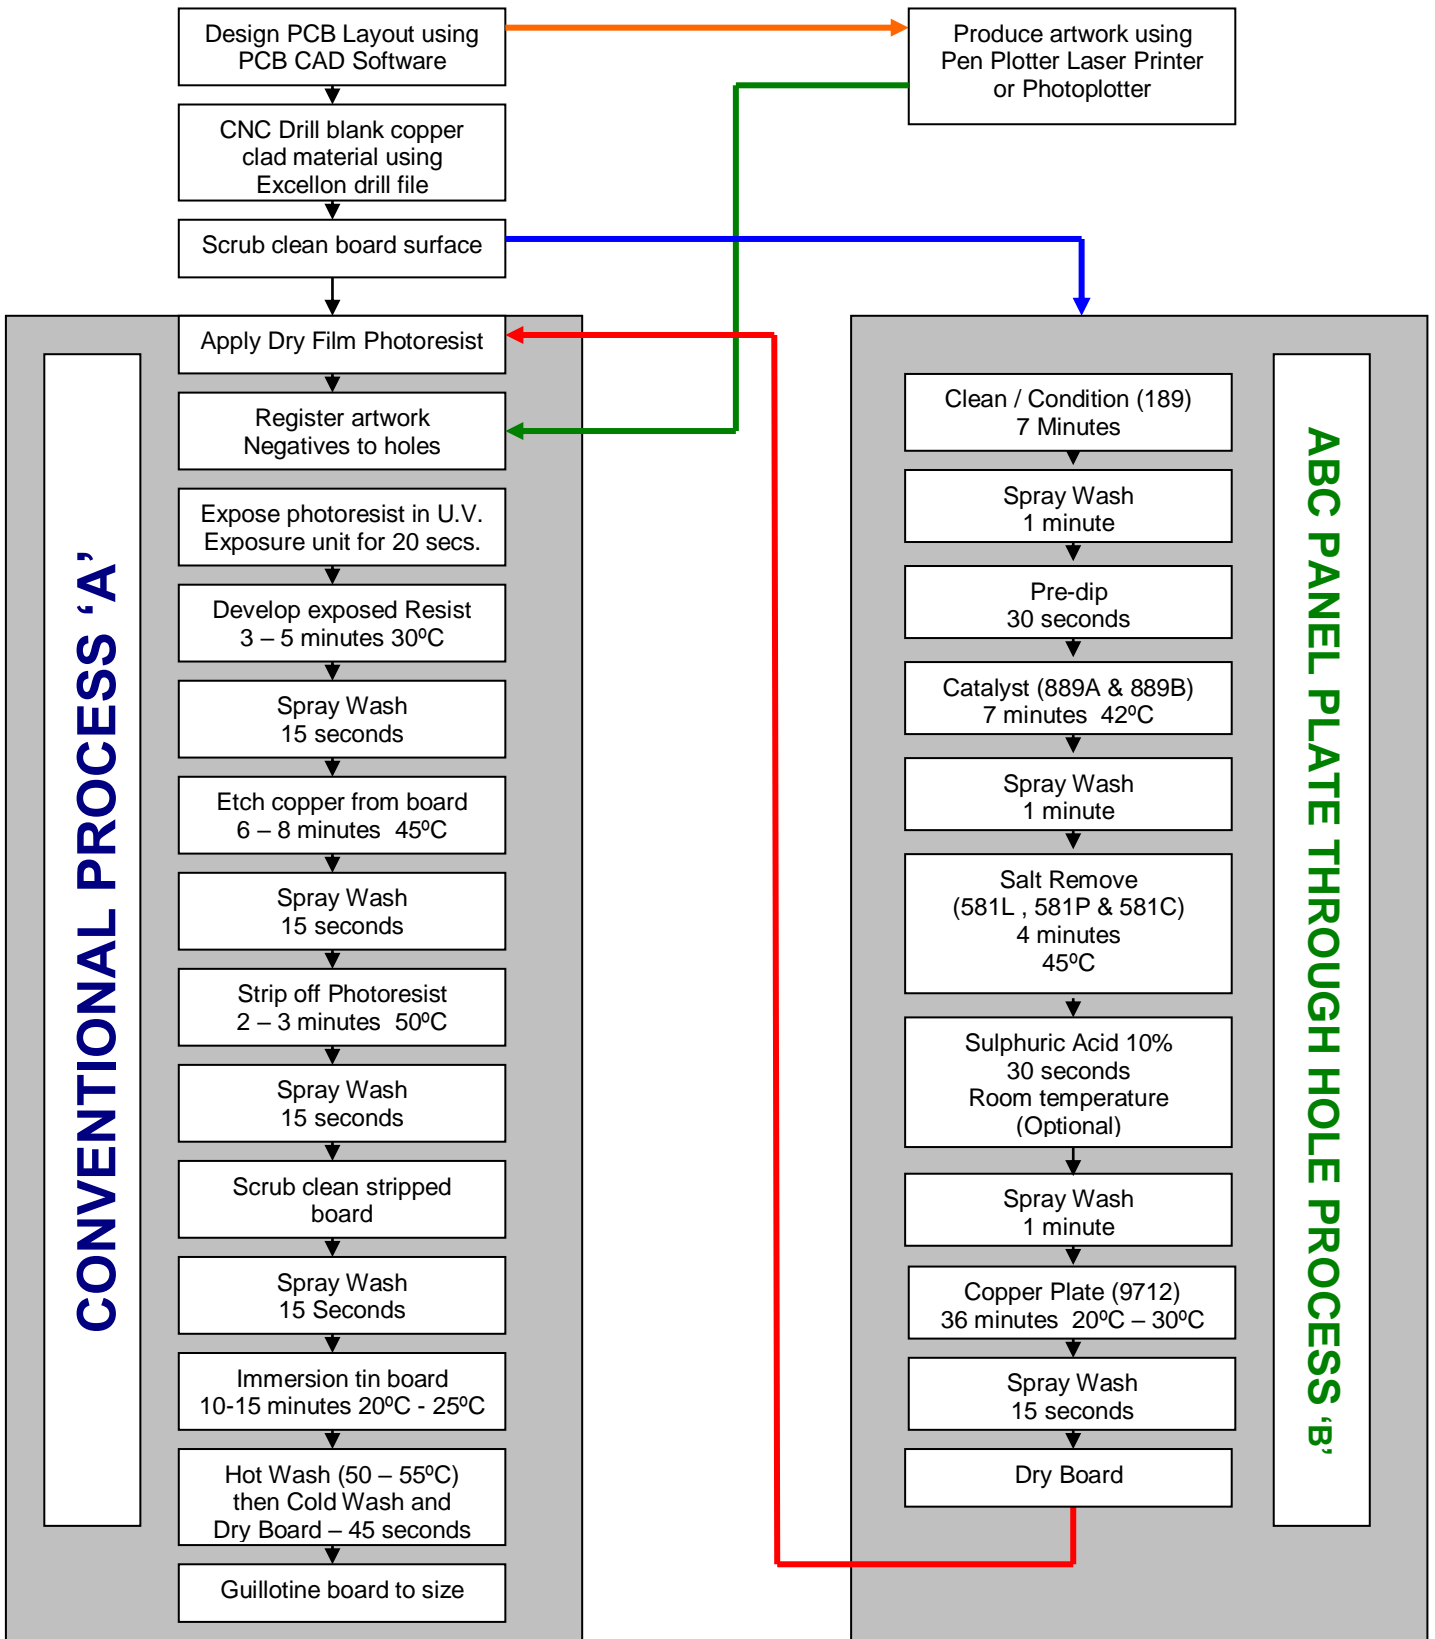 Design PCB Layout using
PCB CAD Software
Produce artwork using
Pen Plotter Laser Printer
or Photoplotter
CNC Drill blank copper
clad material using
Excellon drill file
Scrub clean board surface
CONVENTIONAL PROCESS ‘A’
Apply Dry Film Photoresist
Register artwork
Negatives to holes
Expose photoresist in U.V.
Exposure unit for 20 secs.
Develop exposed Resist
3 – 5 minutes 30ºC
Spray Wash
15 seconds
Etch copper from board
6 – 8 minutes 45ºC
Spray Wash
15 seconds
Strip off Photoresist
2 – 3 minutes 50ºC
Spray Wash
15 seconds
Scrub clean stripped
board
Spray Wash
15 Seconds
Immersion tin board
10-15 minutes 20ºC - 25ºC
Hot Wash (50 – 55ºC)
then Cold Wash and
Dry Board – 45 seconds
Guillotine board to size
Clean / Condition (189)
7 Minutes
Spray Wash
1 minute
Pre-dip
30 seconds
Catalyst (889A & 889B)
7 minutes 42ºC
Spray Wash
1 minute
Salt Remove
(581L , 581P & 581C)
4 minutes
45ºC
Sulphuric Acid 10%
30 seconds
Room temperature
(Optional)
Spray Wash
1 minute
Copper Plate (9712)
36 minutes 20ºC – 30ºC
Spray Wash
15 seconds
Dry Board
ABC PANEL PLATE THROUGH HOLE PROCESS ‘B’